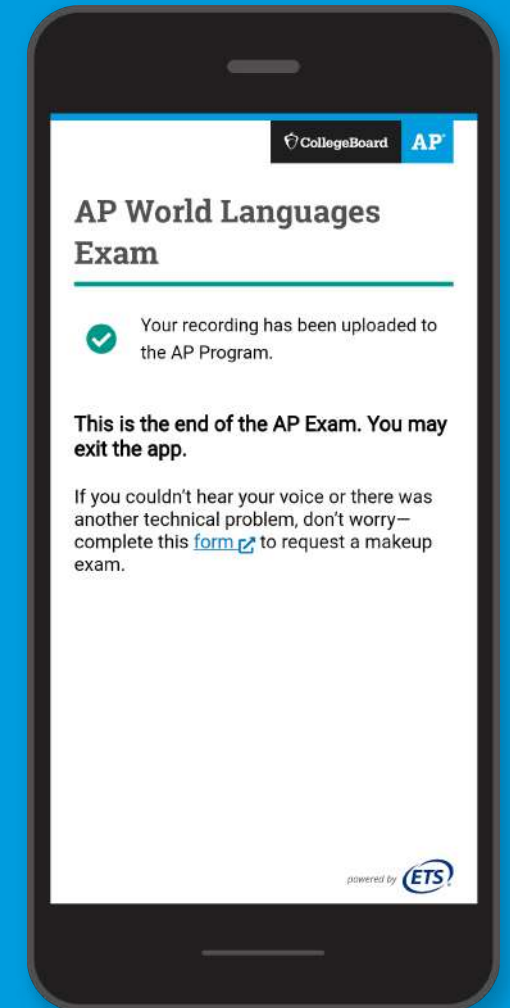 CollegeBoard AP
AP World Languages
Exam
Your recording has been uploaded to
the AP Program.
This is the end of the AP Exam. You may
exit the app.
If you couldn't hear your voice or there was
another technical problem, don't worry—
complete this form to request a makeup
exam.
powered by ETS